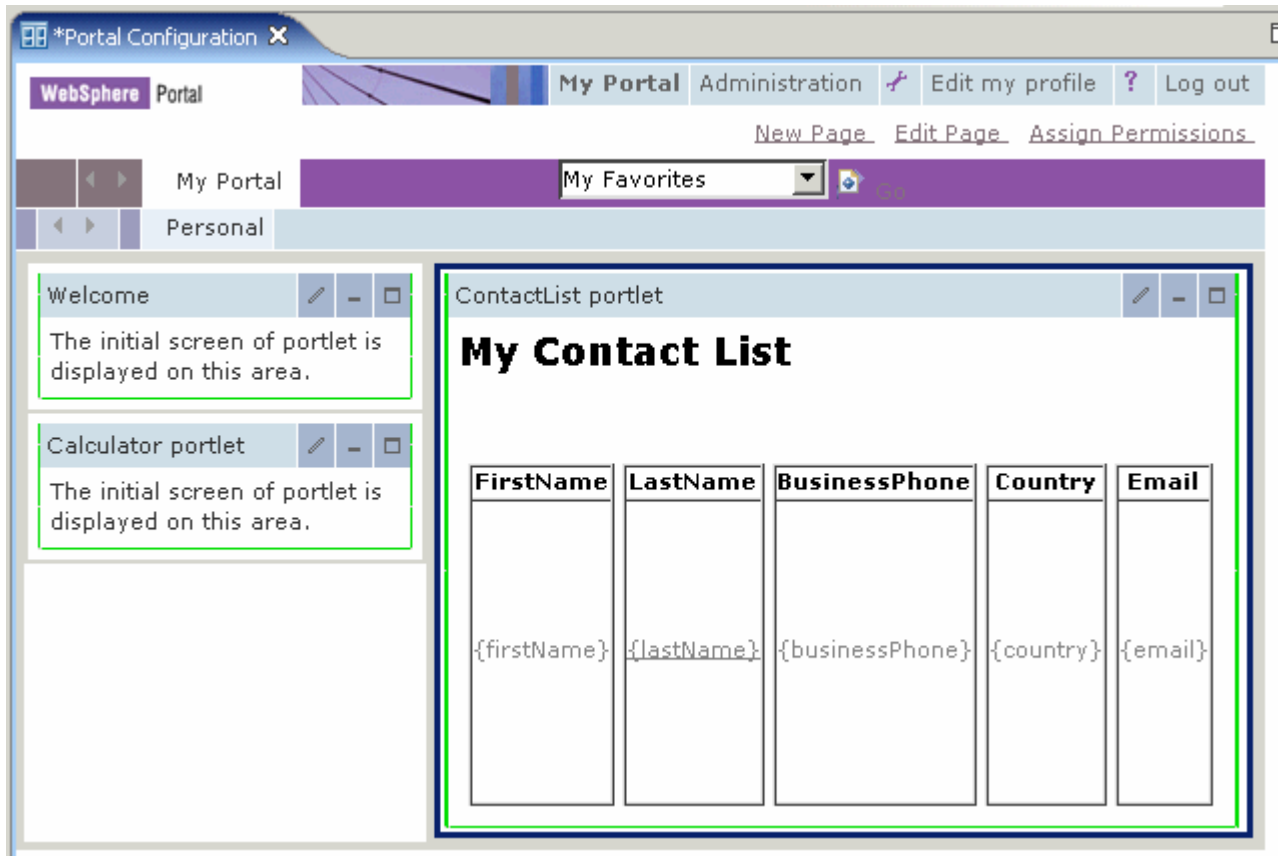 *Portal Configuration
WebSphere Portal My Portal Administration Edit my profile ? Log out
New Page Edit Page Assign Permissions
My Portal My Favorites Go
Personal
Welcome
The initial screen of portlet is
displayed on this area.
Calculator portlet
The initial screen of portlet is
displayed on this area.
ContactList portlet
My Contact List
FirstName LastName BusinessPhone Country Email
{firstName} {lastName} {businessPhone} {country} {email}